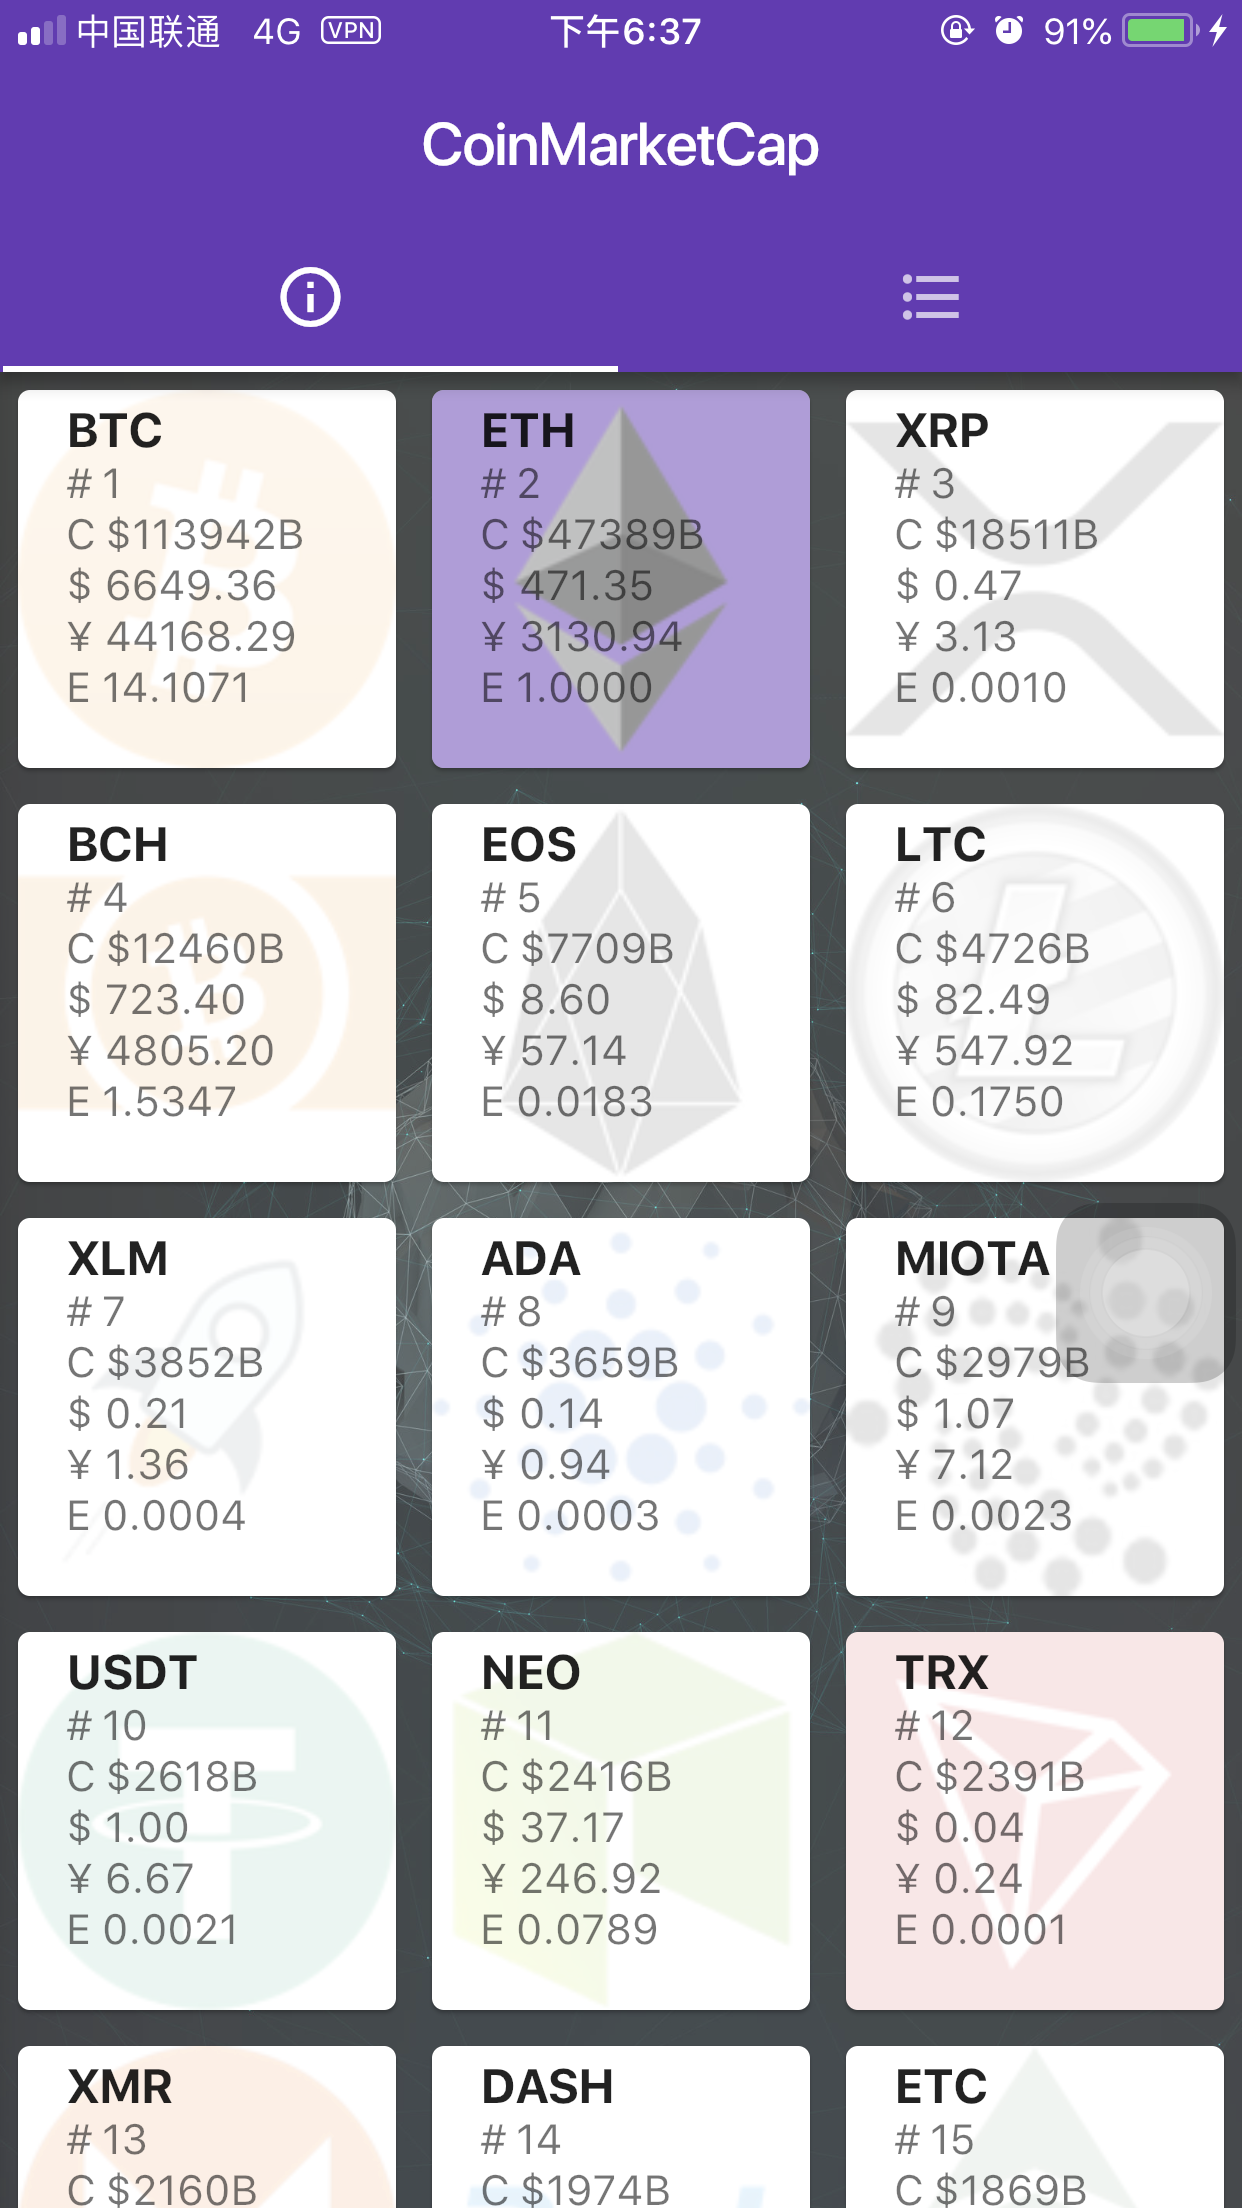 中国联通 4G VPN 下午6:37 91%
CoinMarketCap
BTC
# 1
C $113942B
$ 6649.36
¥ 44168.29
E 14.1071
ETH
# 2
C $47389B
$ 471.35
¥ 3130.94
E 1.0000
XRP
# 3
C $18511B
$ 0.47
¥ 3.13
E 0.0010
BCH
# 4
C $12460B
$ 723.40
¥ 4805.20
E 1.5347
EOS
# 5
C $7709B
$ 8.60
¥ 57.14
E 0.0183
LTC
# 6
C $4726B
$ 82.49
¥ 547.92
E 0.1750
XLM
# 7
C $3852B
$ 0.21
¥ 1.36
E 0.0004
ADA
# 8
C $3659B
$ 0.14
¥ 0.94
E 0.0003
MIOTA
# 9
C $2979B
$ 1.07
¥ 7.12
E 0.0023
USDT
# 10
C $2618B
$ 1.00
¥ 6.67
E 0.0021
NEO
# 11
C $2416B
$ 37.17
¥ 246.92
E 0.0789
TRX
# 12
C $2391B
$ 0.04
¥ 0.24
E 0.0001
XMR
# 13
C $2160B
DASH
# 14
C $1974B
ETC
# 15
C $1869B